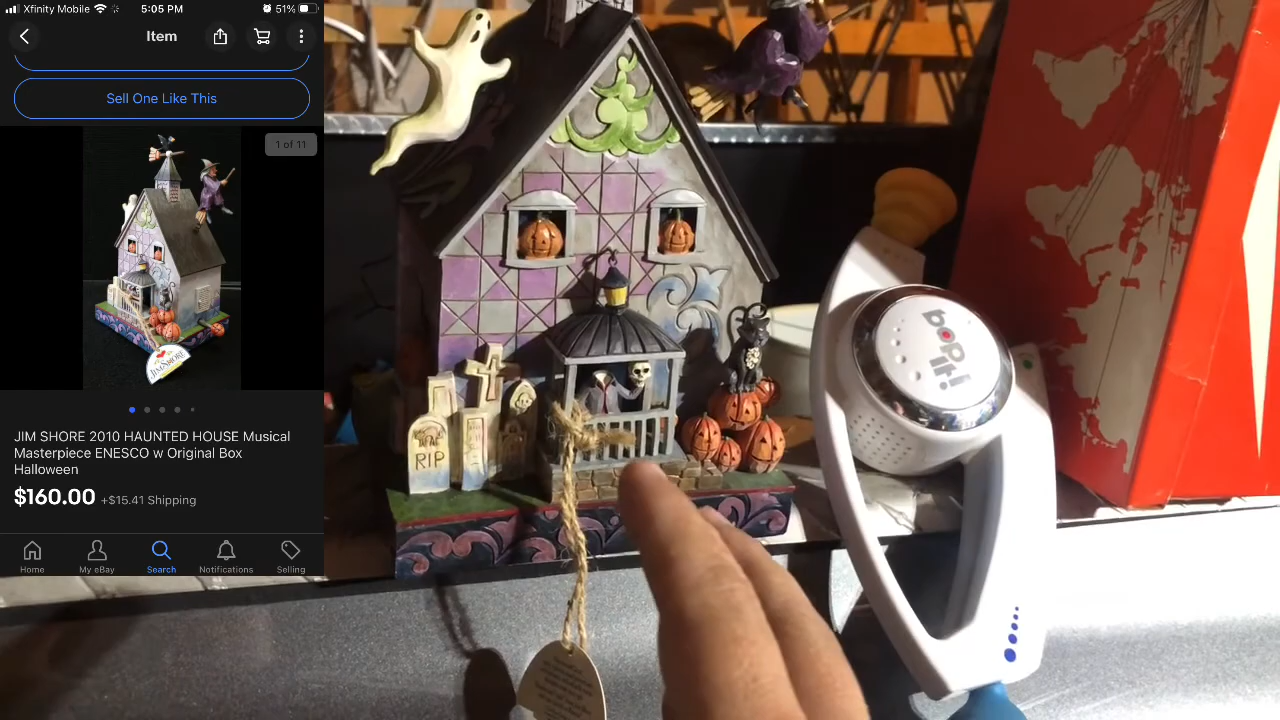 Xfinity Mobile
5:05 PM
51%
Item
Sell One Like This
1 of 11
JIM SHORE
JIM SHORE 2010 HAUNTED HOUSE Musical
Masterpiece ENESCO w Original Box
Halloween
$160.00 +$15.41 Shipping
Home
My eBay
Search
Notifications
Selling
RIP
bop it!